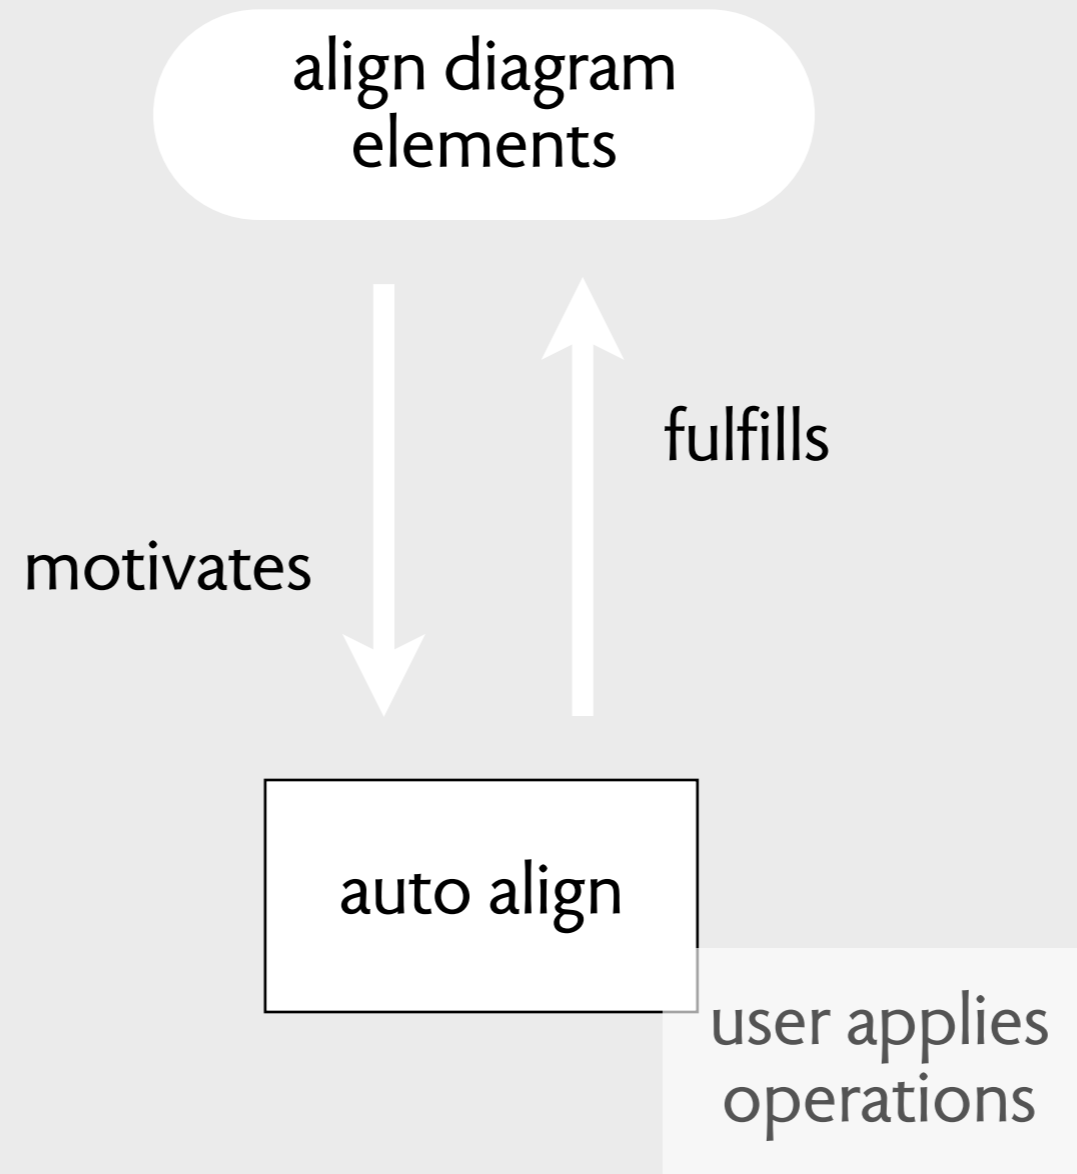 align diagram
elements
fulfills
motivates
auto align
user applies
operations